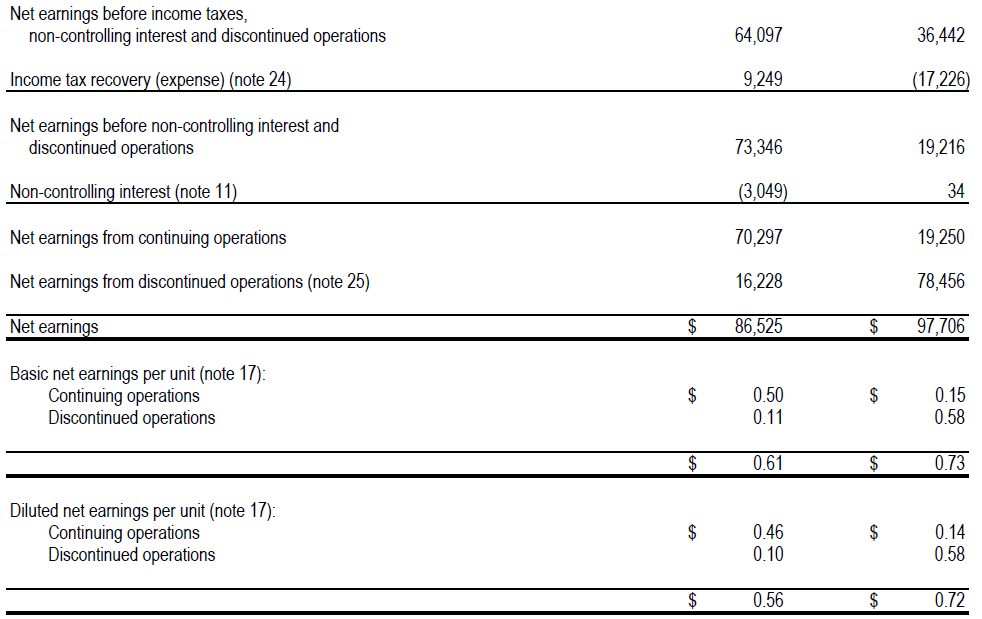 Net earnings before income taxes,
non-controlling interest and discontinued operations 64,097 36,442
Income tax recovery (expense) (note 24) 9,249 (17,226)
Net earnings before non-controlling interest and
discontinued operations 73,346 19,216
Non-controlling interest (note 11) (3,049) 34
Net earnings from continuing operations 70,297 19,250
Net earnings from discontinued operations (note 25) 16,228 78,456
Net earnings $ 86,525 $ 97,706
Basic net earnings per unit (note 17):
Continuing operations $ 0.50 $ 0.15
Discontinued operations 0.11 0.58
$ 0.61 $ 0.73
Diluted net earnings per unit (note 17):
Continuing operations $ 0.46 $ 0.14
Discontinued operations 0.10 0.58
$ 0.56 $ 0.72